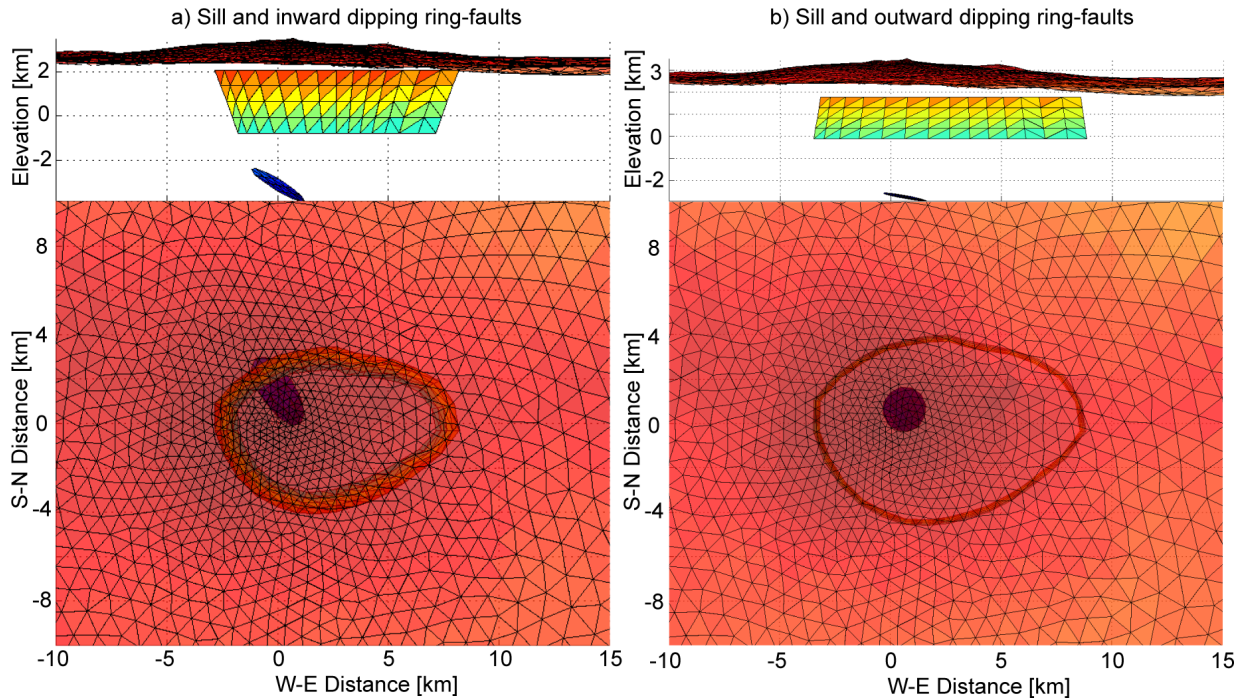 a) Sill and inward dipping ring-faults
b) Sill and outward dipping ring-faults
Elevation [km]
2
0
-2
Elevation [km]
3
2
0
-2
S-N Distance [km]
8
4
0
-4
-8
S-N Distance [km]
8
4
0
-4
-8
-10 -5 0 5 10 15
-10 -5 0 5 10 15
W-E Distance [km]
W-E Distance [km]